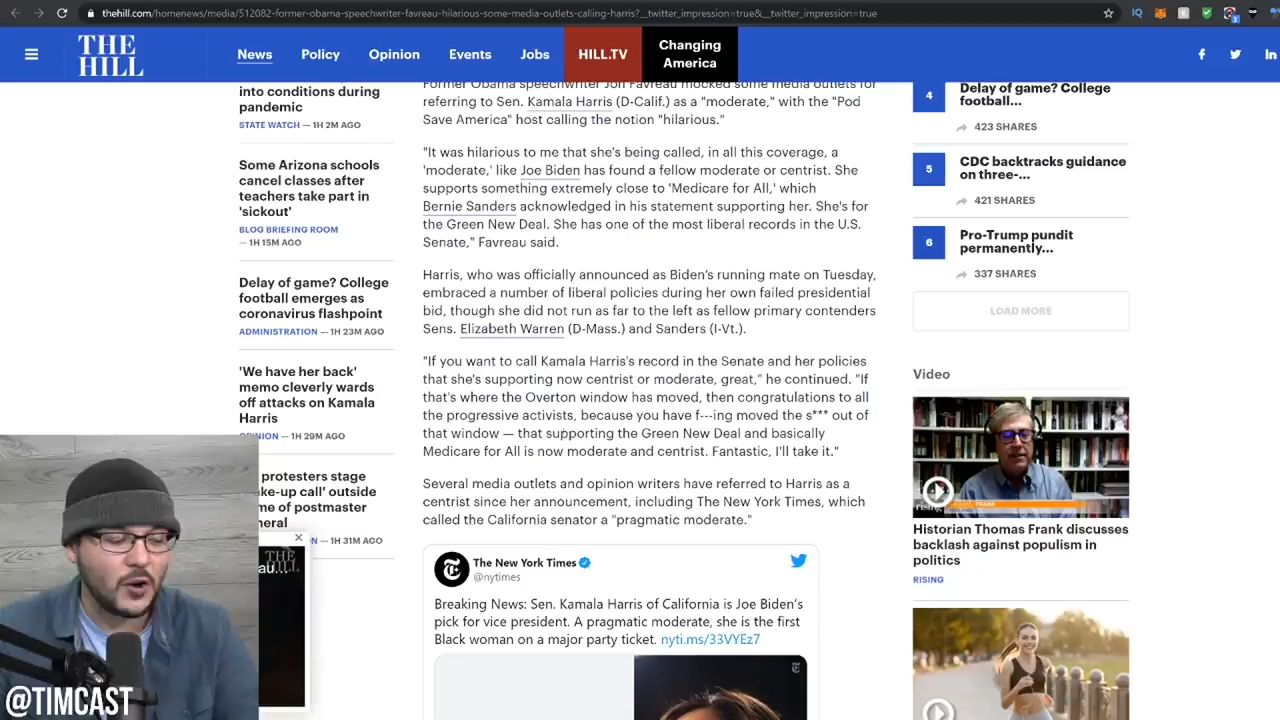 thehill.com/homenews/media/512082-former-obama-speechwriter-favreau-hilarious-some-media-outlets-calling-harris?__twitter_impression=true&__twitter_impression=true
THE
HILL
News
Policy
Opinion
Events
Jobs
HILL.TV
Changing
America
into conditions during
pandemic
STATE WATCH — 1H 2M AGO
Some Arizona schools
cancel classes after
teachers take part in
'sickout'
BLOG BRIEFING ROOM
— 1H 15M AGO
Delay of game? College
football emerges as
coronavirus flashpoint
ADMINISTRATION — 1H 23M AGO
'We have her back'
memo cleverly wards
off attacks on Kamala
Harris
OPINION — 1H 29M AGO
protesters stage
ke-up call' outside
me of postmaster
neral
ON — 1H 31M AGO
Former Obama speechwriter Jon Favreau mocked some media outlets for
referring to Sen. Kamala Harris (D-Calif.) as a "moderate," with the "Pod
Save America" host calling the notion "hilarious."
"It was hilarious to me that she's being called, in all this coverage, a
'moderate,' like Joe Biden has found a fellow moderate or centrist. She
supports something extremely close to 'Medicare for All,' which
Bernie Sanders acknowledged in his statement supporting her. She's for
the Green New Deal. She has one of the most liberal records in the U.S.
Senate," Favreau said.
Harris, who was officially announced as Biden's running mate on Tuesday,
embraced a number of liberal policies during her own failed presidential
bid, though she did not run as far to the left as fellow primary contenders
Sens. Elizabeth Warren (D-Mass.) and Sanders (I-Vt.).
"If you want to call Kamala Harris's record in the Senate and her policies
that she's supporting now centrist or moderate, great," he continued. "If
that's where the Overton window has moved, then congratulations to all
the progressive activists, because you have f---ing moved the s*** out of
that window — that supporting the Green New Deal and basically
Medicare for All is now moderate and centrist. Fantastic, I'll take it."
Several media outlets and opinion writers have referred to Harris as a
centrist since her announcement, including The New York Times, which
called the California senator a "pragmatic moderate."
The New York Times
@nytimes
Breaking News: Sen. Kamala Harris of California is Joe Biden's
pick for vice president. A pragmatic moderate, she is the first
Black woman on a major party ticket. nyti.ms/33VYEz7
4
Delay of game? College
football...
423 SHARES
5
CDC backtracks guidance
on three-...
421 SHARES
6
Pro-Trump pundit
permanently...
337 SHARES
LOAD MORE
Video
FRANK
rising
Historian Thomas Frank discusses
backlash against populism in
politics
RISING
THE
HILL
au...
@TIMCAST